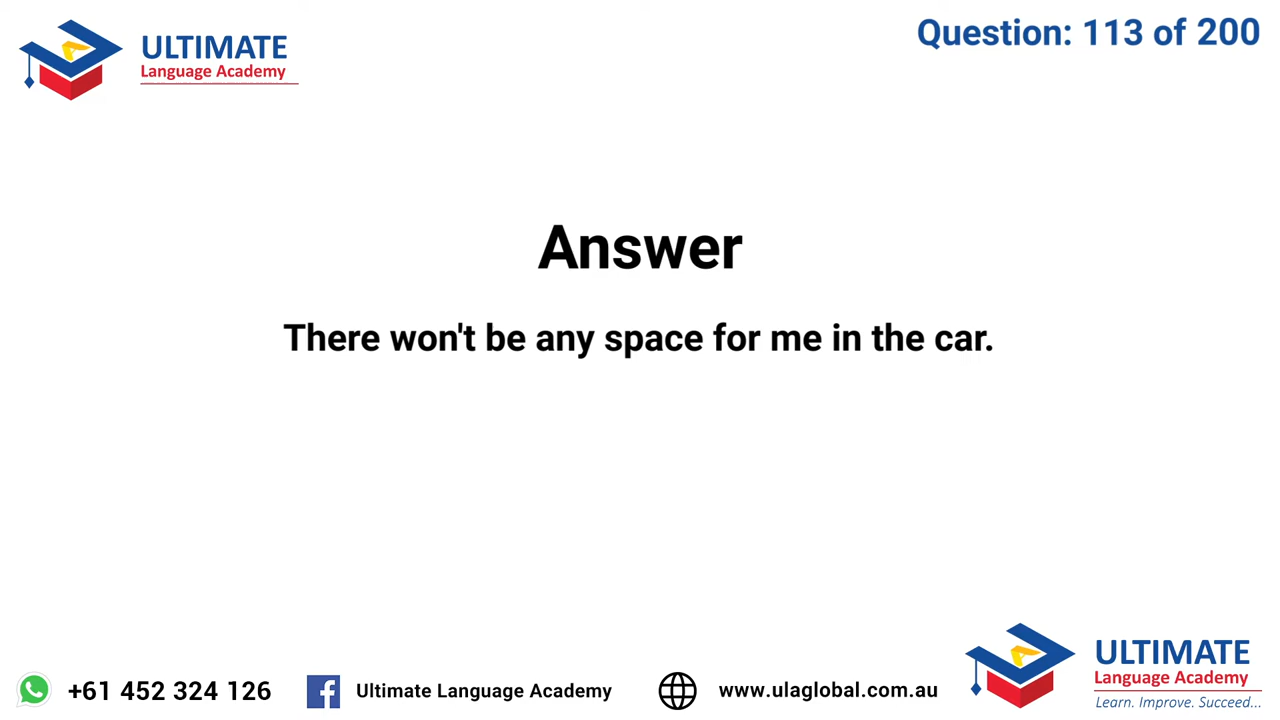 ULTIMATE
Language Academy
Question: 113 of 200
Answer
There won't be any space for me in the car.
+61 452 324 126
Ultimate Language Academy
www.ulaglobal.com.au
ULTIMATE
Language Academy
Learn. Improve. Succeed...